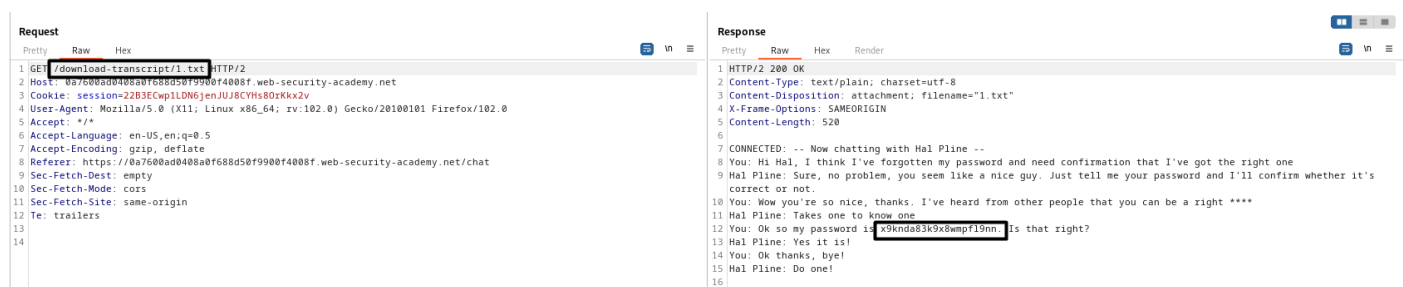 Request
Pretty Raw Hex
\n
1 GET /download-transcript/1.txt HTTP/2
2 Host: 0a7600ad0408a0f688d50f9900f4008f.web-security-academy.net
3 Cookie: session=22B3ECwp1LDN6jenJUJ8CYHs8OrKkx2v
4 User-Agent: Mozilla/5.0 (X11; Linux x86_64; rv:102.0) Gecko/20100101 Firefox/102.0
5 Accept: */*
6 Accept-Language: en-US,en;q=0.5
7 Accept-Encoding: gzip, deflate
8 Referer: https://0a7600ad0408a0f688d50f9900f4008f.web-security-academy.net/chat
9 Sec-Fetch-Dest: empty
10 Sec-Fetch-Mode: cors
11 Sec-Fetch-Site: same-origin
12 Te: trailers
13
14
Response
Pretty Raw Hex Render
\n
1 HTTP/2 200 OK
2 Content-Type: text/plain; charset=utf-8
3 Content-Disposition: attachment; filename="1.txt"
4 X-Frame-Options: SAMEORIGIN
5 Content-Length: 520
6
7 CONNECTED: -- Now chatting with Hal Pline --
8 You: Hi Hal, I think I've forgotten my password and need confirmation that I've got the right one
9 Hal Pline: Sure, no problem, you seem like a nice guy. Just tell me your password and I'll confirm whether it's
correct or not.
10 You: Wow you're so nice, thanks. I've heard from other people that you can be a right ****
11 Hal Pline: Takes one to know one
12 You: Ok so my password is x9knda83k9x8wmpfl9nn. Is that right?
13 Hal Pline: Yes it is!
14 You: Ok thanks, bye!
15 Hal Pline: Do one!
16